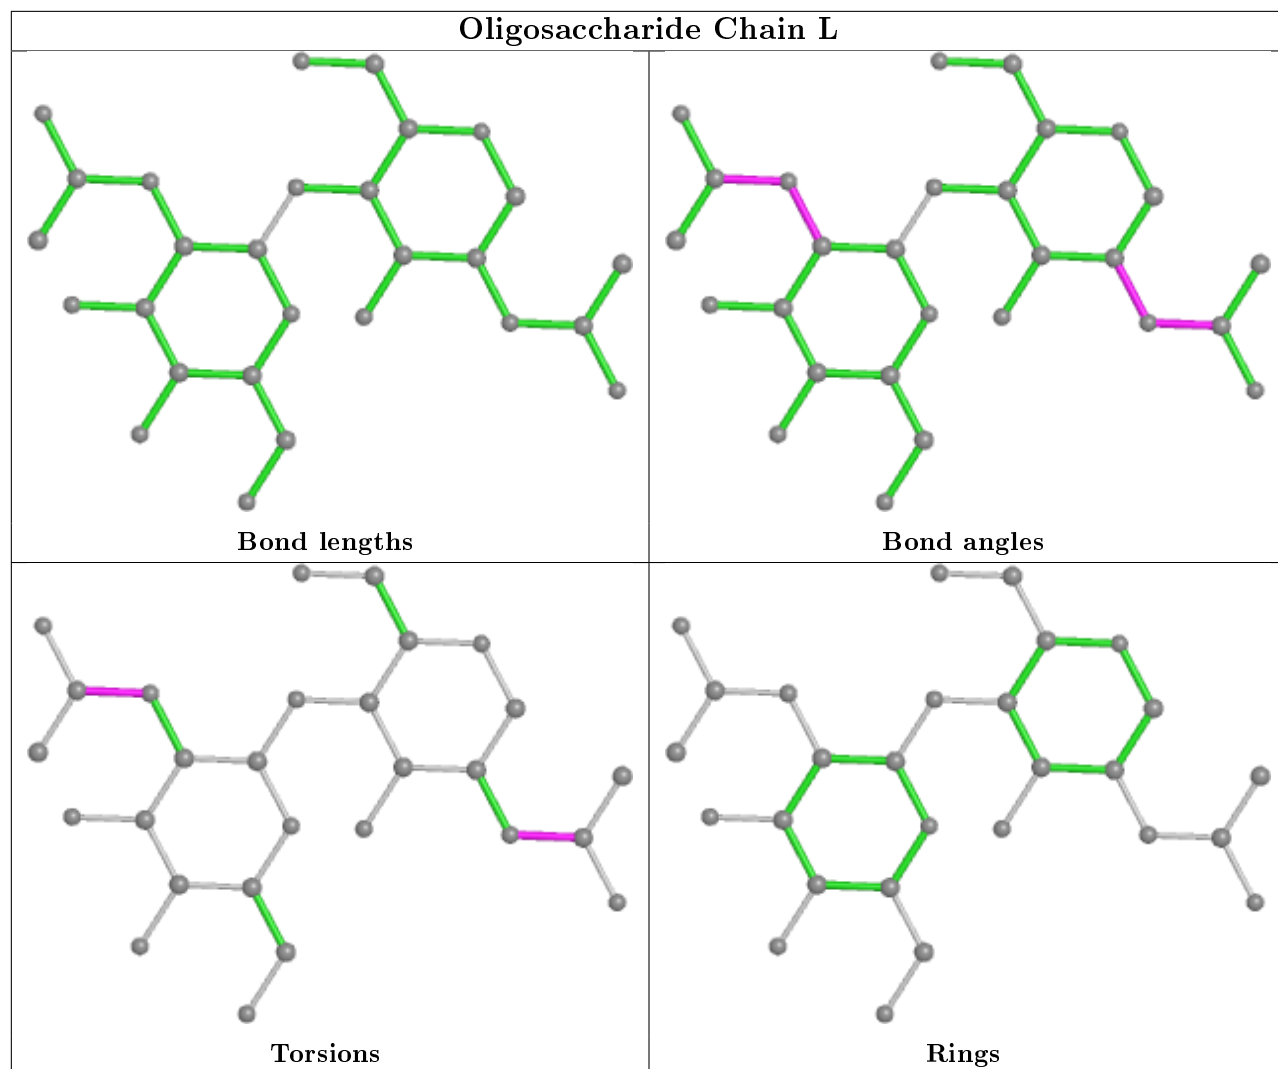 Oligosaccharide Chain L
Bond lengths
Bond angles
Torsions
Rings